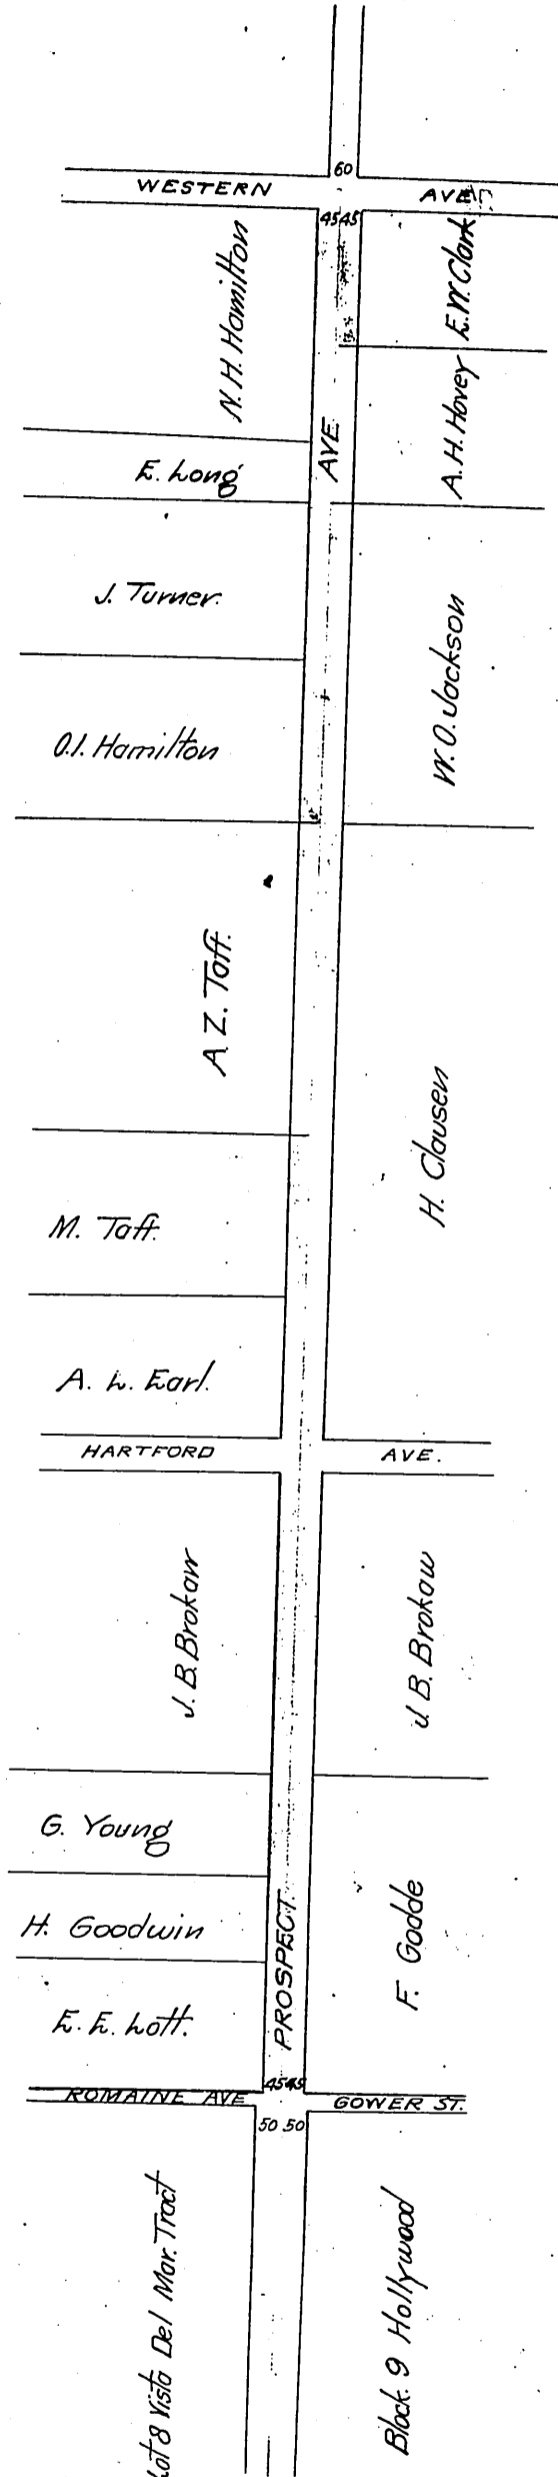 60
WESTERN AVE.
45 45
N. H. Hamilton
E. W. Clark
A. H. Hovey
AVE.
E. Long
J. Turner.
W. O. Jackson
O. I. Hamilton
A. Z. Taff.
H. Clausen
M. Taff.
A. L. Earl.
HARTFORD AVE.
J. B. Brokaw
J. B. Brokaw
G. Young
H. Goodwin
F. Godde
PROSPECT.
E. E. Lott.
45 45
ROMAINE AVE
GOWER ST.
50 50
Lot 8 Vista Del Mar. Tract
Block. 9 Hollywood